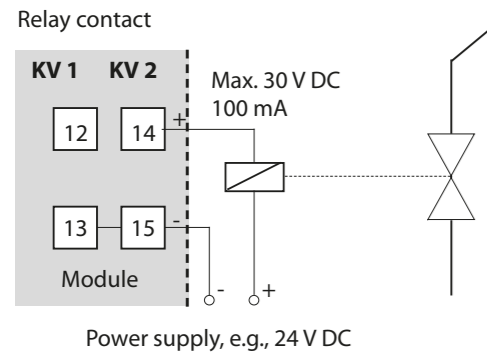 Relay contact
KV 1 KV 2
Max. 30 V DC
100 mA
12 14 +
13 15 -
Module
- +
Power supply, e.g., 24 V DC